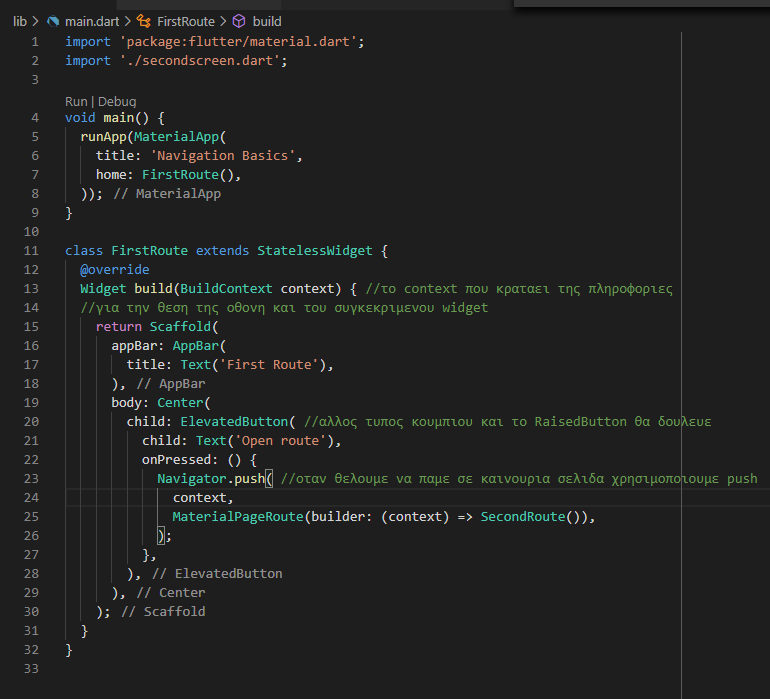 lib > main.dart > FirstRoute > build
1 import 'package:flutter/material.dart';
2 import './secondscreen.dart';
3
Run | Debug
4 void main() {
5 runApp(MaterialApp(
6 title: 'Navigation Basics',
7 home: FirstRoute(),
8 )); // MaterialApp
9 }
10
11 class FirstRoute extends StatelessWidget {
12 @override
13 Widget build(BuildContext context) { //το context που κραταει της πληροφοριες
14 //για την θεση της οθονη και του συγκεκριμενου widget
15 return Scaffold(
16 appBar: AppBar(
17 title: Text('First Route'),
18 ), // AppBar
19 body: Center(
20 child: ElevatedButton( //αλλος τυπος κουμπιου και το RaisedButton θα δουλευε
21 child: Text('Open route'),
22 onPressed: () {
23 Navigator.push( //οταν θελουμε να παμε σε καινουρια σελιδα χρησιμοποιουμε push
24 context,
25 MaterialPageRoute(builder: (context) => SecondRoute()),
26 );
27 },
28 ), // ElevatedButton
29 ), // Center
30 ); // Scaffold
31 }
32 }
33